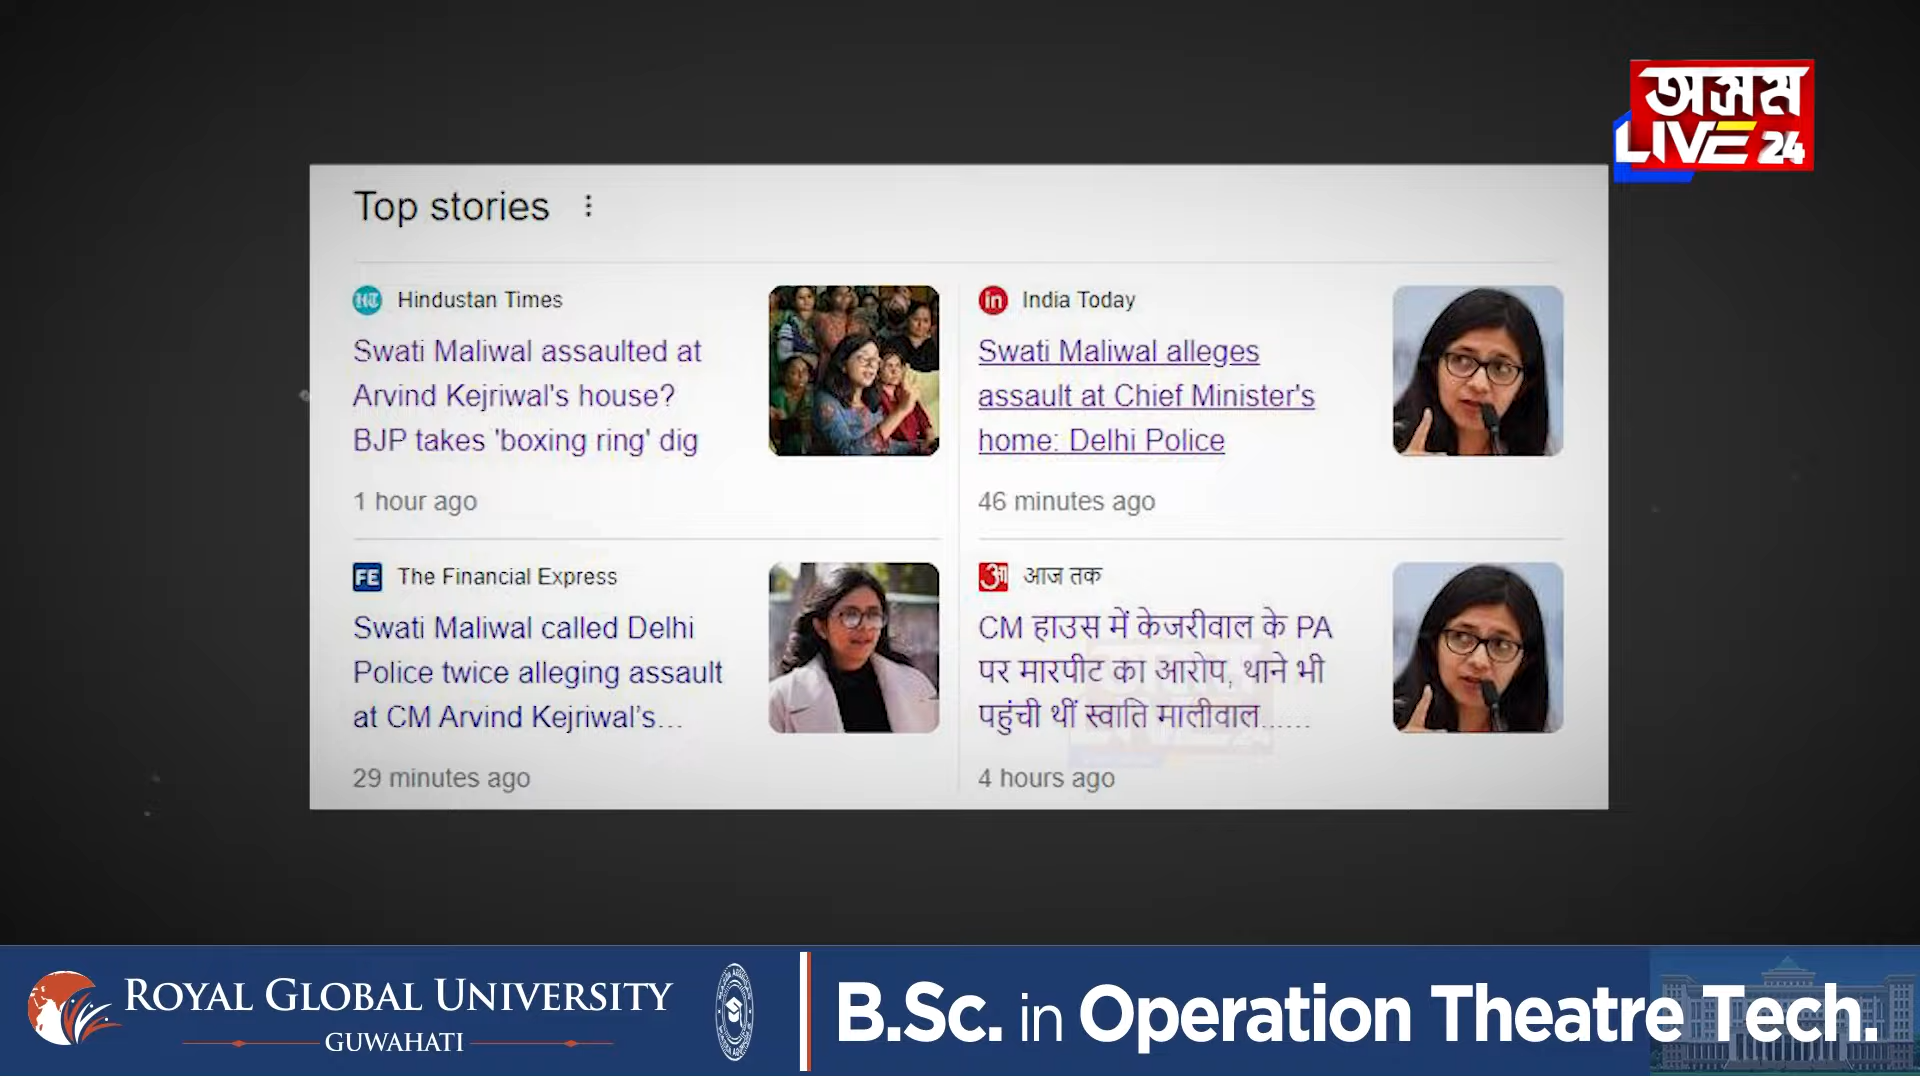 অসম
LIVE 24
Top stories
HT Hindustan Times
Swati Maliwal assaulted at
Arvind Kejriwal's house?
BJP takes 'boxing ring' dig
1 hour ago
in India Today
Swati Maliwal alleges
assault at Chief Minister's
home: Delhi Police
46 minutes ago
FE The Financial Express
Swati Maliwal called Delhi
Police twice alleging assault
at CM Arvind Kejriwal's...
29 minutes ago
आज तक
CM हाउस में केजरीवाल के PA
पर मारपीट का आरोप, थाने भी
पहुंची थीं स्वाति मालीवाल......
4 hours ago
ROYAL GLOBAL UNIVERSITY
GUWAHATI
B.Sc. in Operation Theatre Tech.